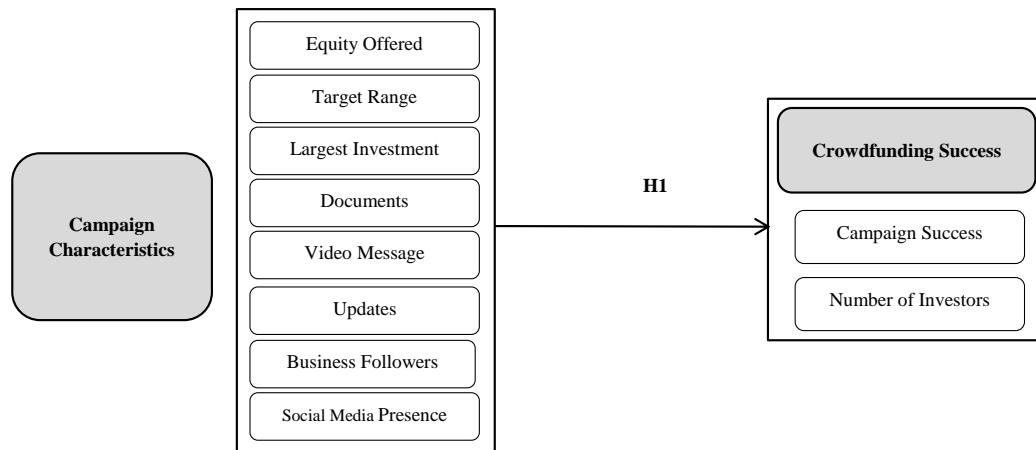 Campaign
Characteristics
Equity Offered
Target Range
Largest Investment
Documents
Video Message
Updates
Business Followers
Social Media Presence
H1
Crowdfunding Success
Campaign Success
Number of Investors